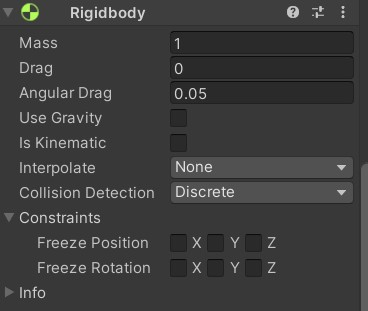 Rigidbody
Mass 1
Drag 0
Angular Drag 0.05
Use Gravity
Is Kinematic
Interpolate None
Collision Detection Discrete
Constraints
Freeze Position X Y Z
Freeze Rotation X Y Z
Info